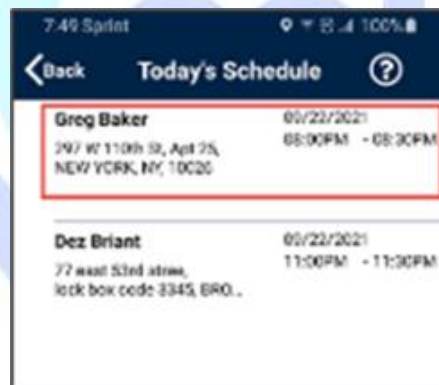 7:49 Sprint 100%
Back Today's Schedule ?
Greg Baker 09/22/2021
08:00PM - 08:30PM
297 W 110th St, Apt 25,
NEW YORK, NY, 10026
Dez Briant 09/22/2021
11:00PM - 11:30PM
77 east 53rd
lock box code 3345, BRO...